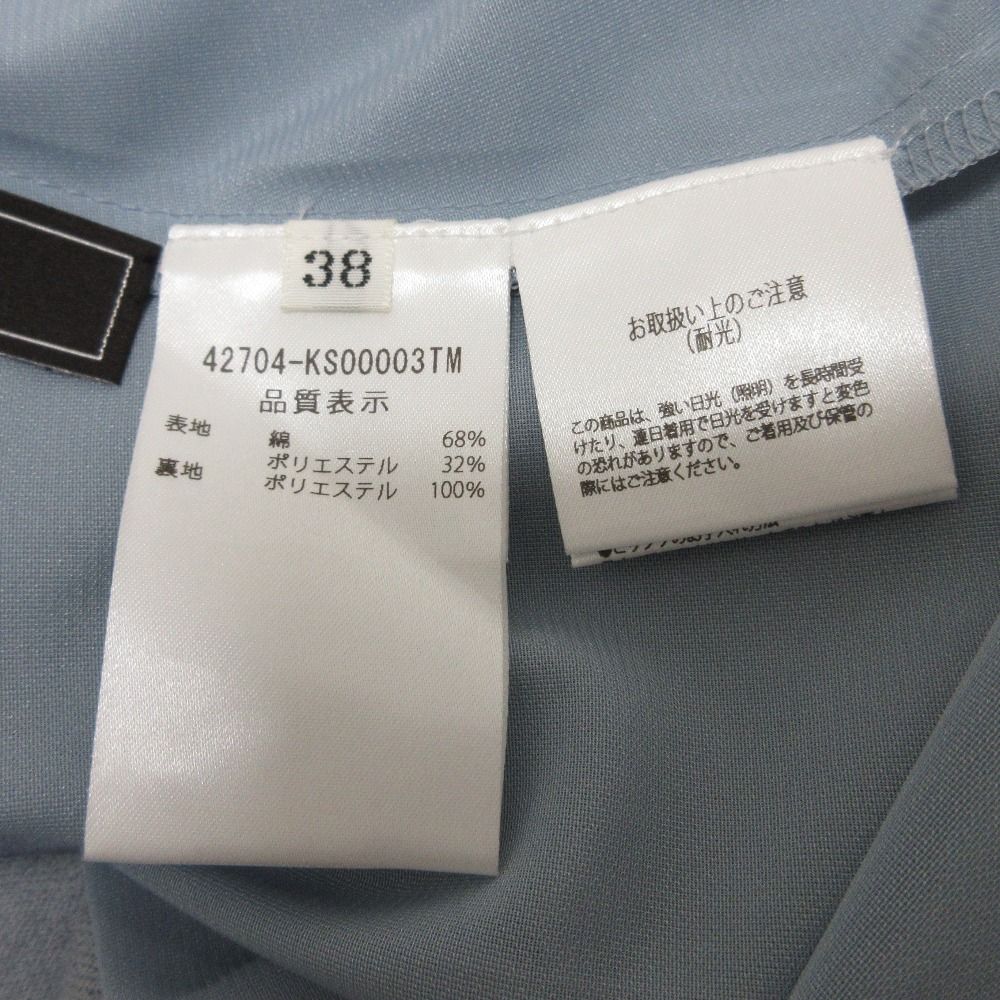 38
42704-KS00003TM
品質表示
表地 綿 68%
ポリエステル 32%
裏地 ポリエステル 100%
お取扱い上のご注意
(耐光)
この商品は、強い日光(照明)を長時間受
けたり、連日着用で日光を受けますと変色
の恐れがありますので、ご着用及び保管の
際にはご注意ください。